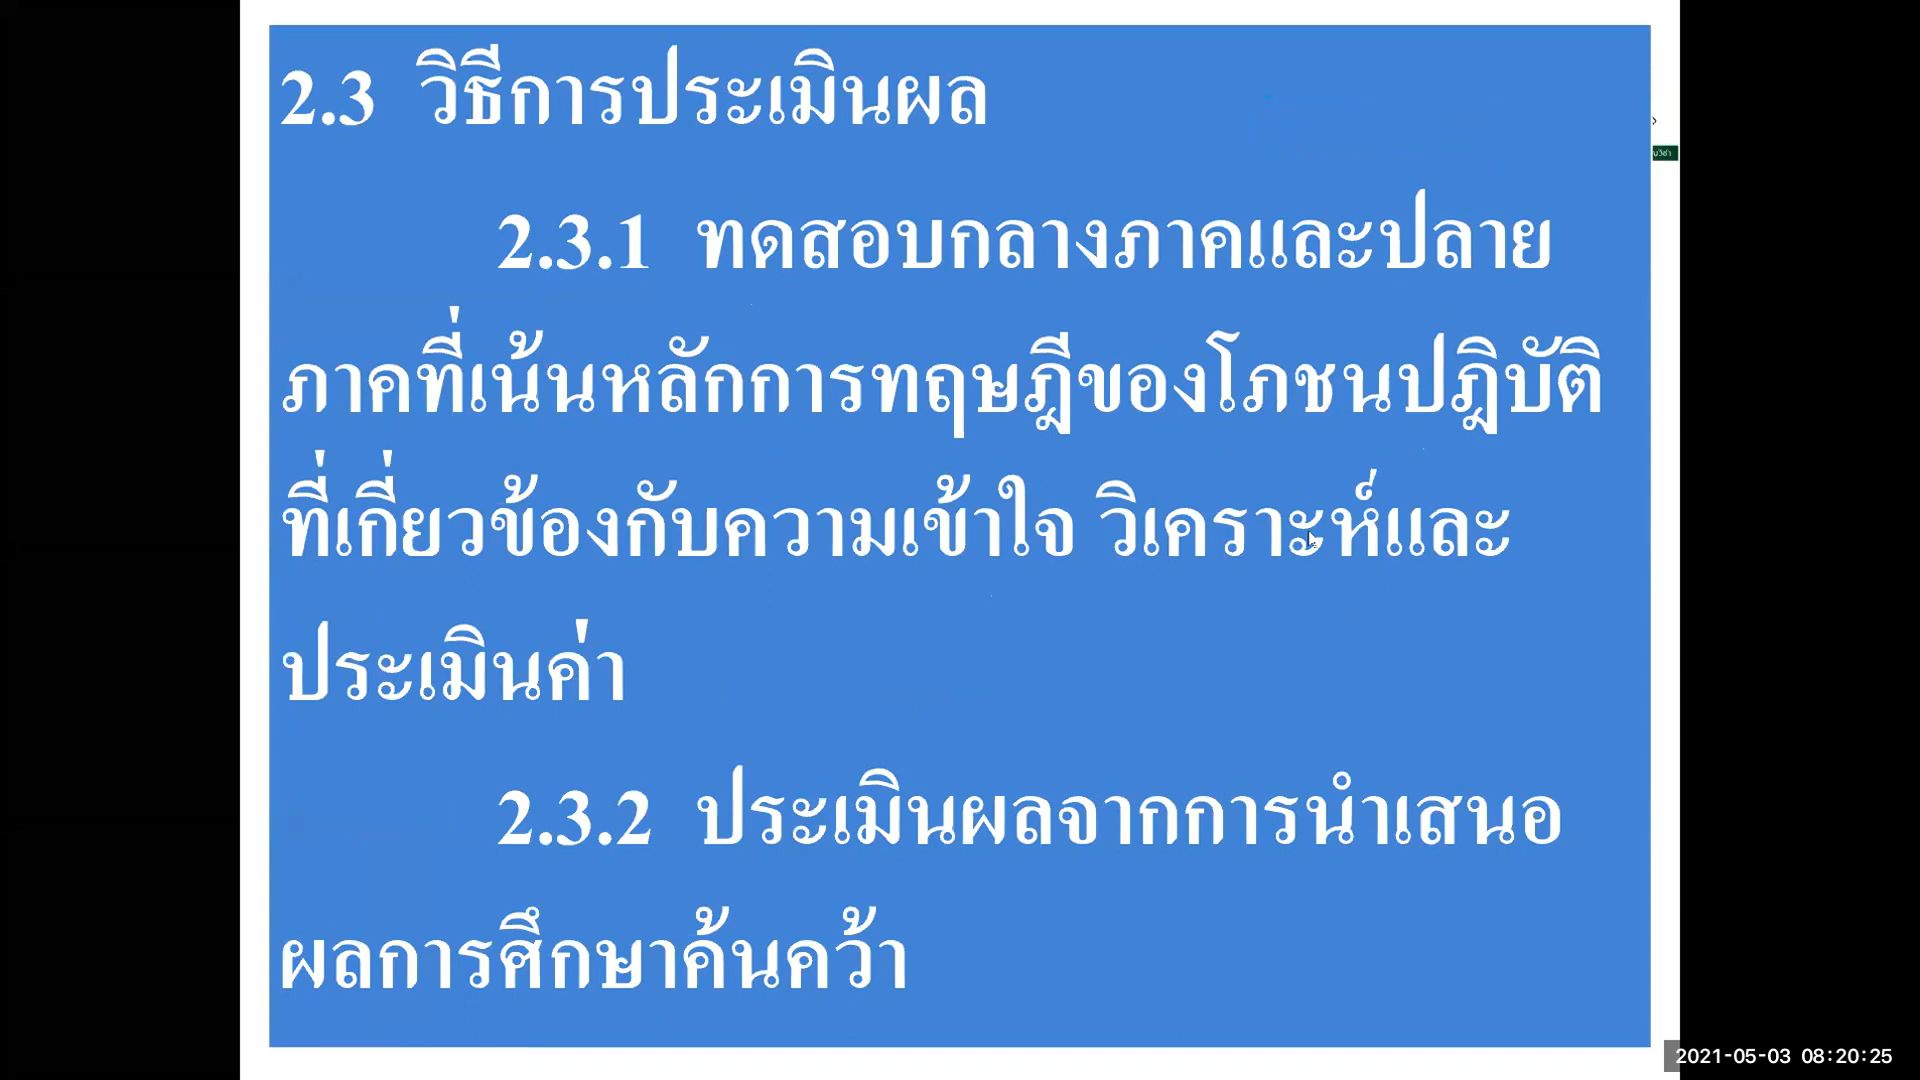 2.3 วิธีการประเมินผล
2.3.1 ทดสอบกลางภาคและปลาย
ภาคที่เน้นหลักการทฤษฎีของโภชนปฎิบัติ
ที่เกี่ยวข้องกับความเข้าใจ วิเคราะห์และ
ประเมินค่า
2.3.2 ประเมินผลจากการนำเสนอ
ผลการศึกษาค้นคว้า
2021-05-03 08:20:25